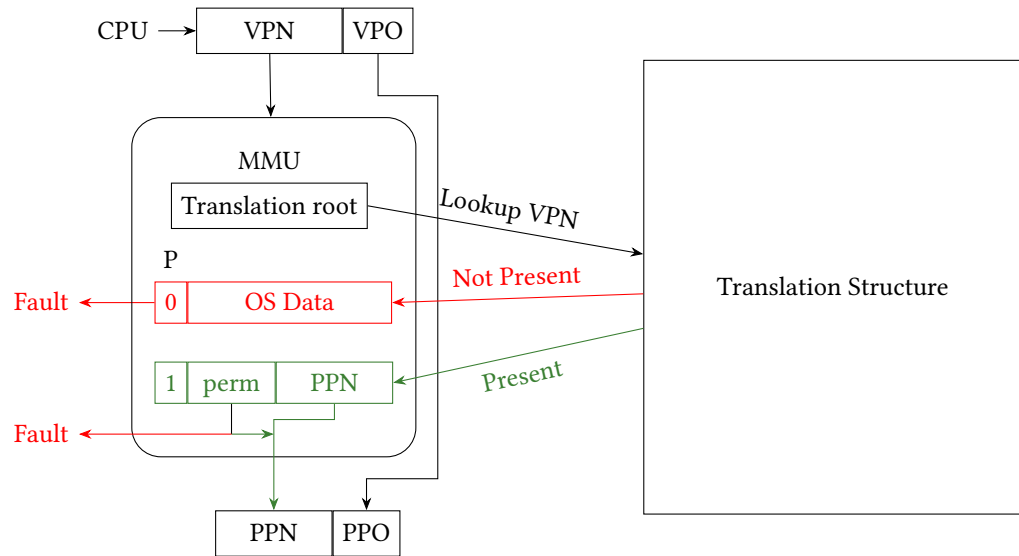 CPU
VPN
VPO
MMU
Translation root
Lookup VPN
P
Not Present
Fault
0
OS Data
Translation Structure
1
perm
PPN
Present
Fault
PPN
PPO